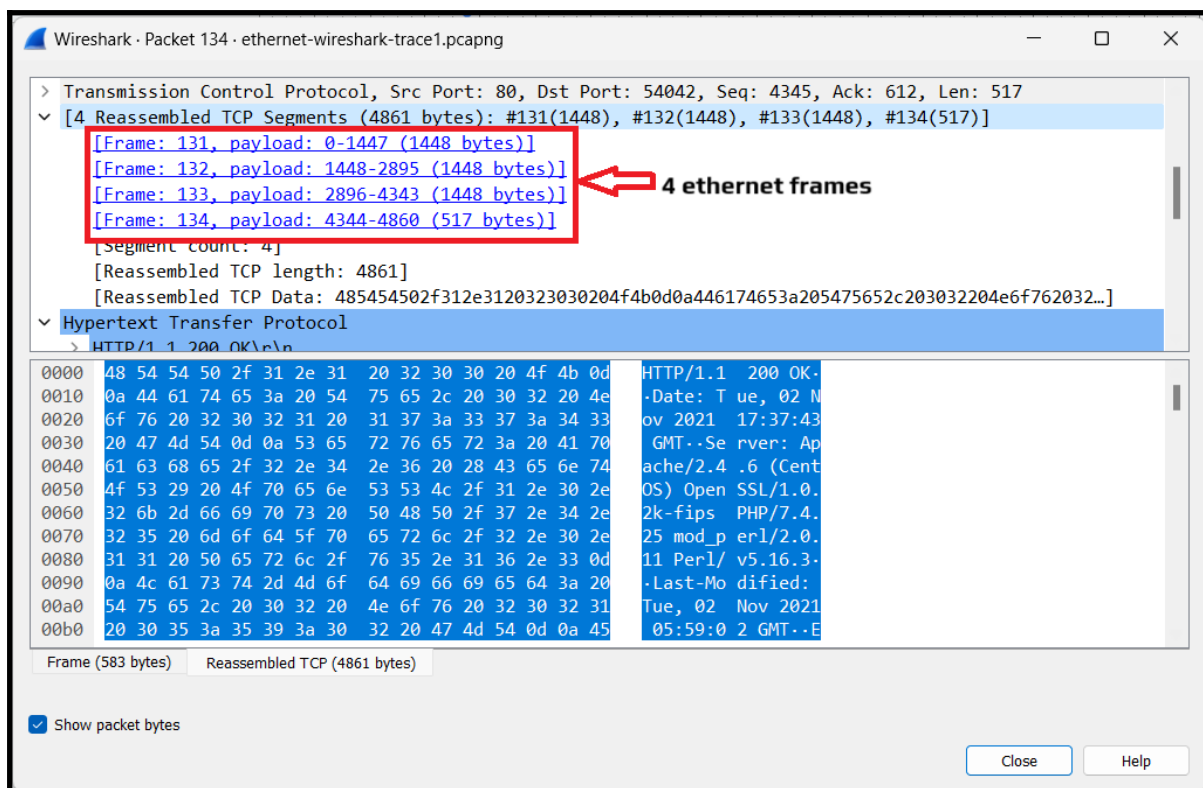 Wireshark · Packet 134 · ethernet-wireshark-trace1.pcapng
> Transmission Control Protocol, Src Port: 80, Dst Port: 54042, Seq: 4345, Ack: 612, Len: 517
[4 Reassembled TCP Segments (4861 bytes): #131(1448), #132(1448), #133(1448), #134(517)]
[Frame: 131, payload: 0-1447 (1448 bytes)]
[Frame: 132, payload: 1448-2895 (1448 bytes)]
4 ethernet frames
[Frame: 133, payload: 2896-4343 (1448 bytes)]
[Frame: 134, payload: 4344-4860 (517 bytes)]
[Segment count: 4]
[Reassembled TCP length: 4861]
[Reassembled TCP Data: 485454502f312e3120323030204f4b0d0a446174653a205475652c203032204e6f762032…]
Hypertext Transfer Protocol
> HTTP/1.1 200 OK\r\n
0000 48 54 54 50 2f 31 2e 31 20 32 30 30 20 4f 4b 0d HTTP/1.1 200 OK·
0010 0a 44 61 74 65 3a 20 54 75 65 2c 20 30 32 20 4e ·Date: T ue, 02 N
0020 6f 76 20 32 30 32 31 20 31 37 3a 33 37 3a 34 33 ov 2021 17:37:43
0030 20 47 4d 54 0d 0a 53 65 72 76 65 72 3a 20 41 70 GMT··Se rver: Ap
0040 61 63 68 65 2f 32 2e 34 2e 36 20 28 43 65 6e 74 ache/2.4 .6 (Cent
0050 4f 53 29 20 4f 70 65 6e 53 53 4c 2f 31 2e 30 2e OS) Open SSL/1.0.
0060 32 6b 2d 66 69 70 73 20 50 48 50 2f 37 2e 34 2e 2k-fips PHP/7.4.
0070 32 35 20 6d 6f 64 5f 70 65 72 6c 2f 32 2e 30 2e 25 mod_p erl/2.0.
0080 31 31 20 50 65 72 6c 2f 76 35 2e 31 36 2e 33 0d 11 Perl/ v5.16.3·
0090 0a 4c 61 73 74 2d 4d 6f 64 69 66 69 65 64 3a 20 ·Last-Mo dified:
00a0 54 75 65 2c 20 30 32 20 4e 6f 76 20 32 30 32 31 Tue, 02 Nov 2021
00b0 20 30 35 3a 35 39 3a 30 32 20 47 4d 54 0d 0a 45 05:59:0 2 GMT··E
Frame (583 bytes) Reassembled TCP (4861 bytes)
Show packet bytes
Close Help